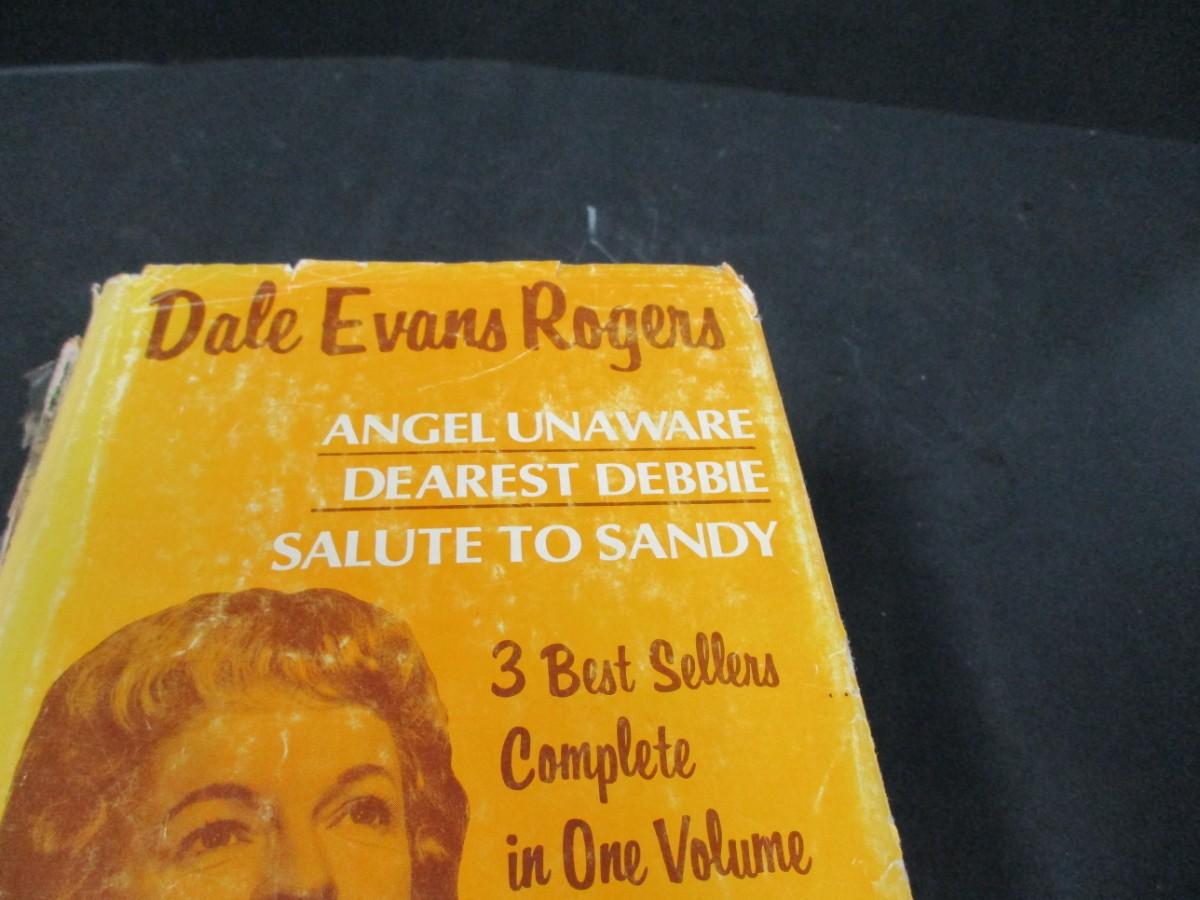 Dale Evans Rogers
ANGEL UNAWARE
DEAREST DEBBIE
SALUTE TO SANDY
3 Best Sellers
Complete
in One Volume